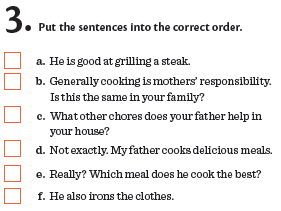 3. Put the sentences into the correct order.
a. He is good at grilling a steak.
b. Generally cooking is mothers' responsibility.
Is this the same in your family?
c. What other chores does your father help in
your house?
d. Not exactly. My father cooks delicious meals.
e. Really? Which meal does he cook the best?
f. He also irons the clothes.